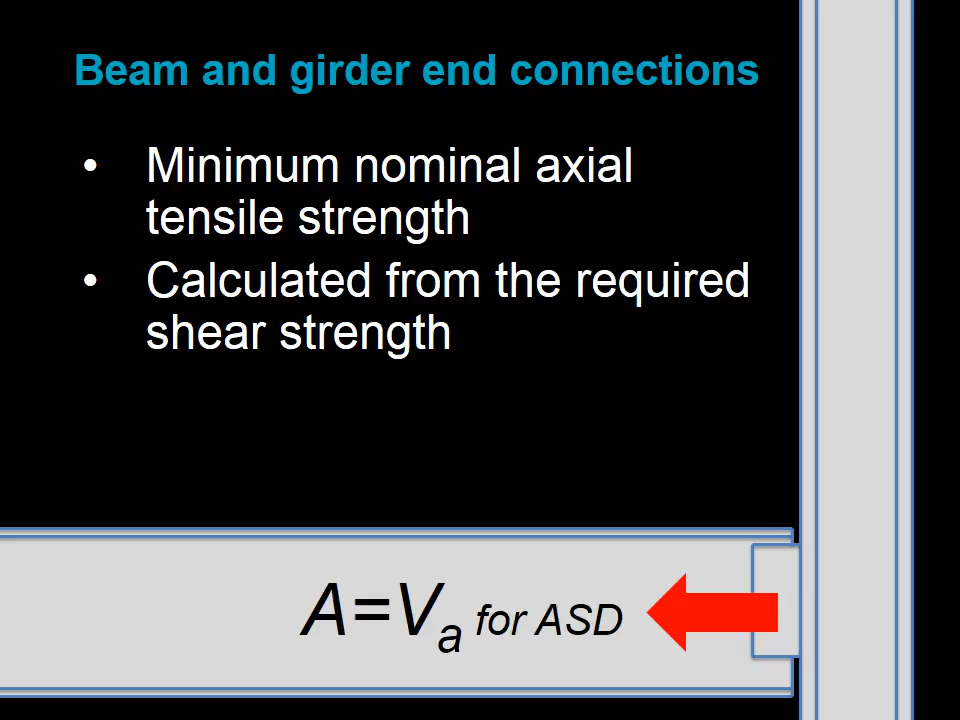 Beam and girder end connections
• Minimum nominal axial
tensile strength
• Calculated from the required
shear strength
A=Va for ASD